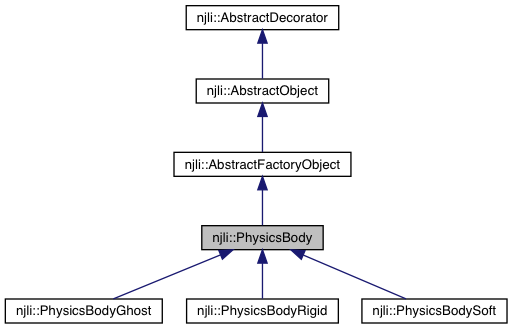 njli::AbstractDecorator
njli::AbstractObject
njli::AbstractFactoryObject
njli::PhysicsBody
njli::PhysicsBodyGhost
njli::PhysicsBodyRigid
njli::PhysicsBodySoft